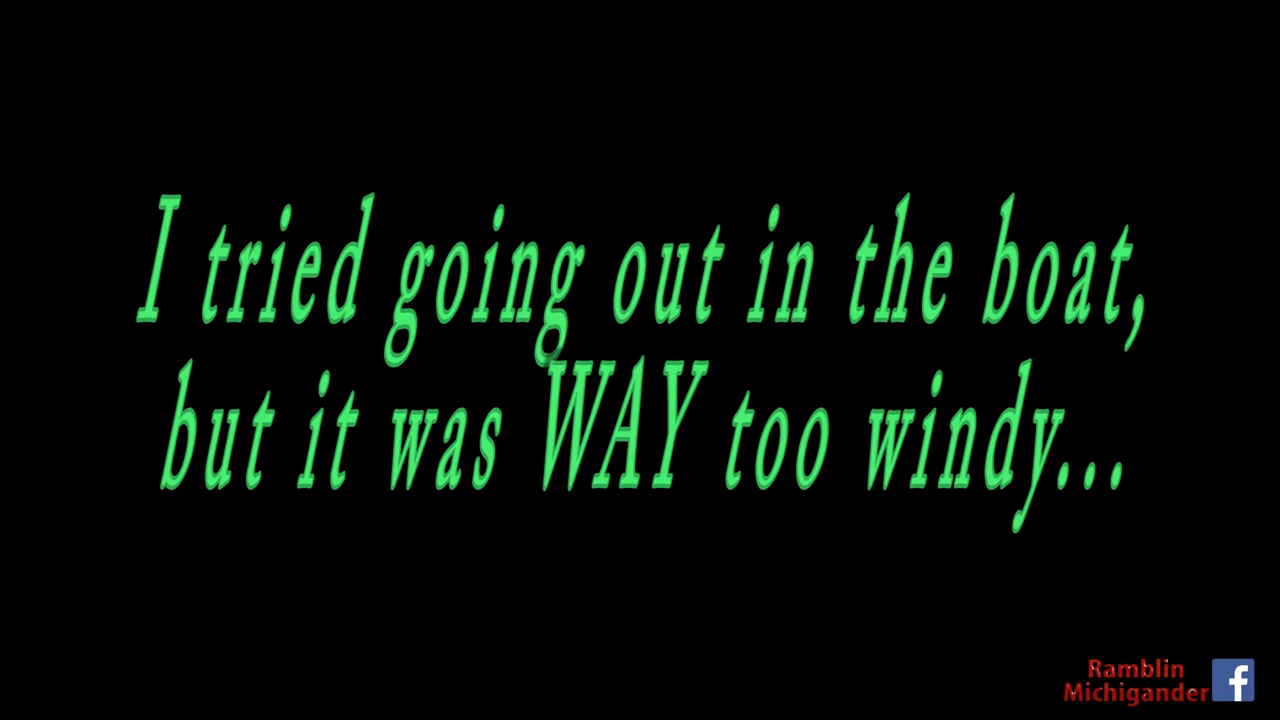 I tried going out in the boat,
but it was WAY too windy...
Ramblin
Michigander
f